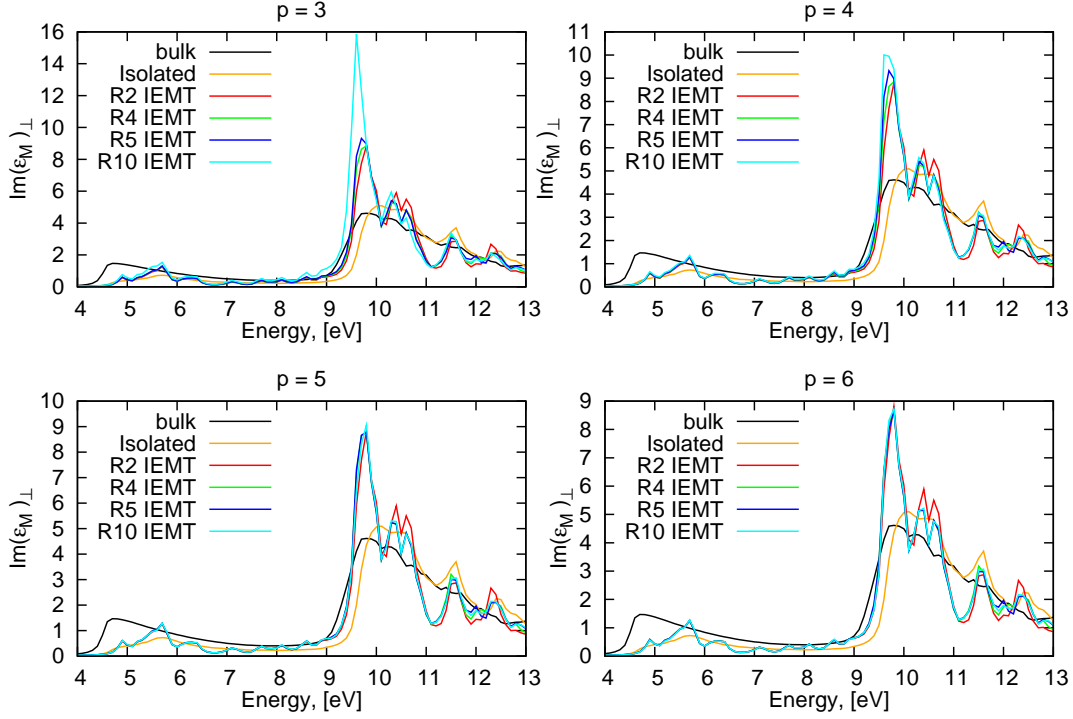 p = 3
Im(ε_M)_⊥
16
14
12
10
8
6
4
2
0
bulk
Isolated
R2 IEMT
R4 IEMT
R5 IEMT
R10 IEMT
4 5 6 7 8 9 10 11 12 13
Energy, [eV]
p = 4
Im(ε_M)_⊥
11
10
9
8
7
6
5
4
3
2
1
0
bulk
Isolated
R2 IEMT
R4 IEMT
R5 IEMT
R10 IEMT
4 5 6 7 8 9 10 11 12 13
Energy, [eV]
p = 5
Im(ε_M)_⊥
10
9
8
7
6
5
4
3
2
1
0
bulk
Isolated
R2 IEMT
R4 IEMT
R5 IEMT
R10 IEMT
4 5 6 7 8 9 10 11 12 13
Energy, [eV]
p = 6
Im(ε_M)_⊥
9
8
7
6
5
4
3
2
1
0
bulk
Isolated
R2 IEMT
R4 IEMT
R5 IEMT
R10 IEMT
4 5 6 7 8 9 10 11 12 13
Energy, [eV]